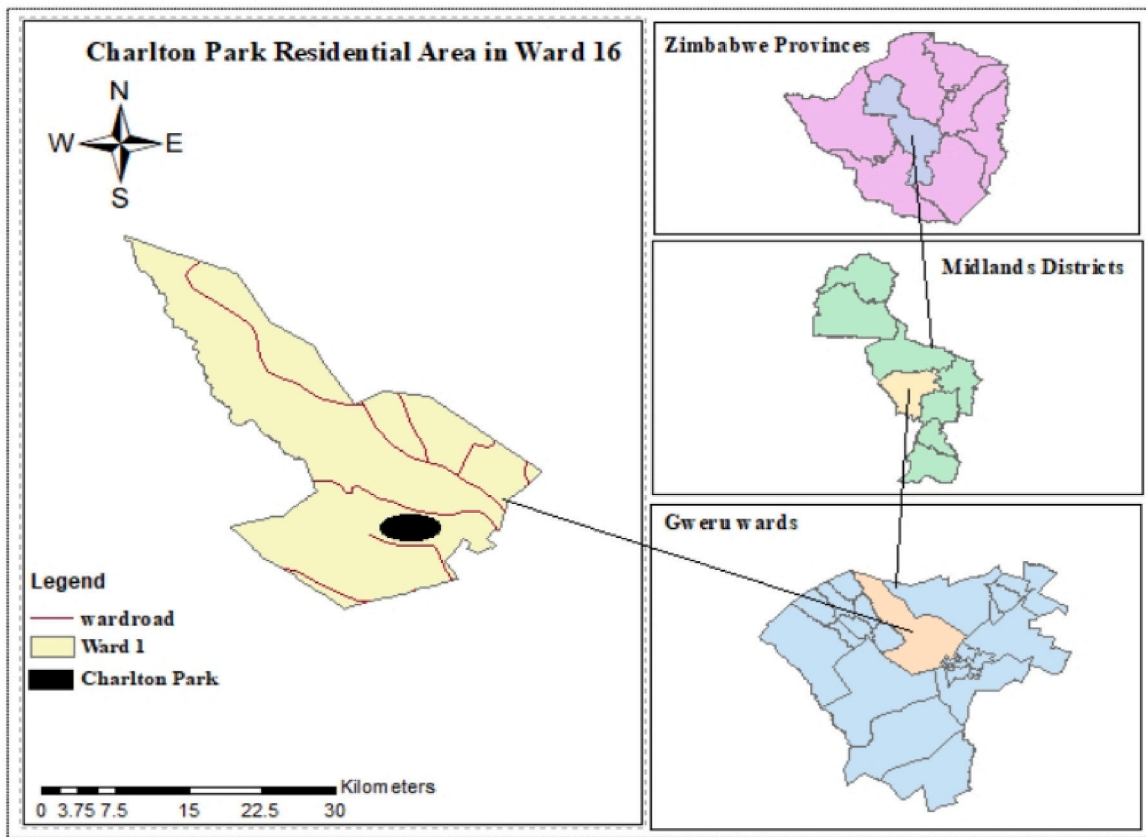 Charlton Park Residential Area in Ward 16
N
W E
S
Legend
wardroad
Ward 1
Charlton Park
Kilometers
0 3.75 7.5 15 22.5 30
Zimbabwe Provinces
Midlands Districts
Gweru wards